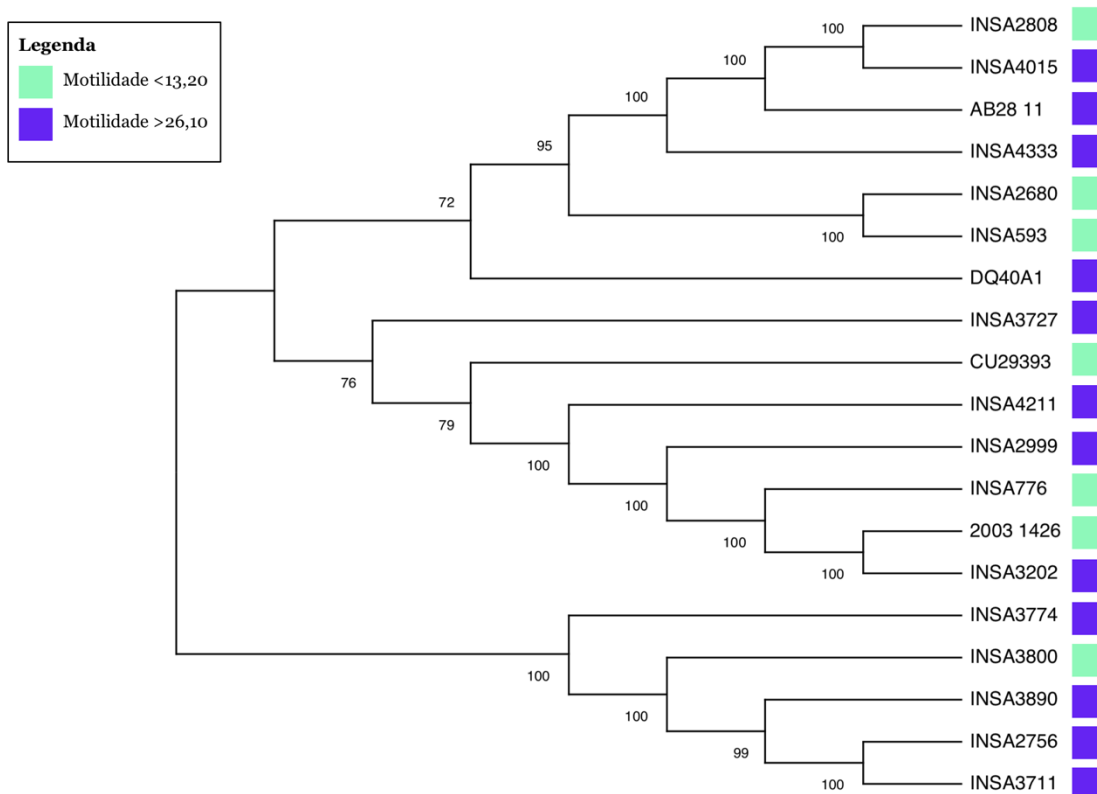 Legenda
Motilidade <13,20
Motilidade >26,10
100
INSA2808
100
INSA4015
100
AB28 11
95
INSA4333
72
INSA2680
100
INSA593
DQ40A1
INSA3727
76
CU29393
79
INSA4211
100
INSA2999
100
INSA776
100
2003 1426
100
INSA3202
INSA3774
100
INSA3800
100
INSA3890
99
INSA2756
100
INSA3711